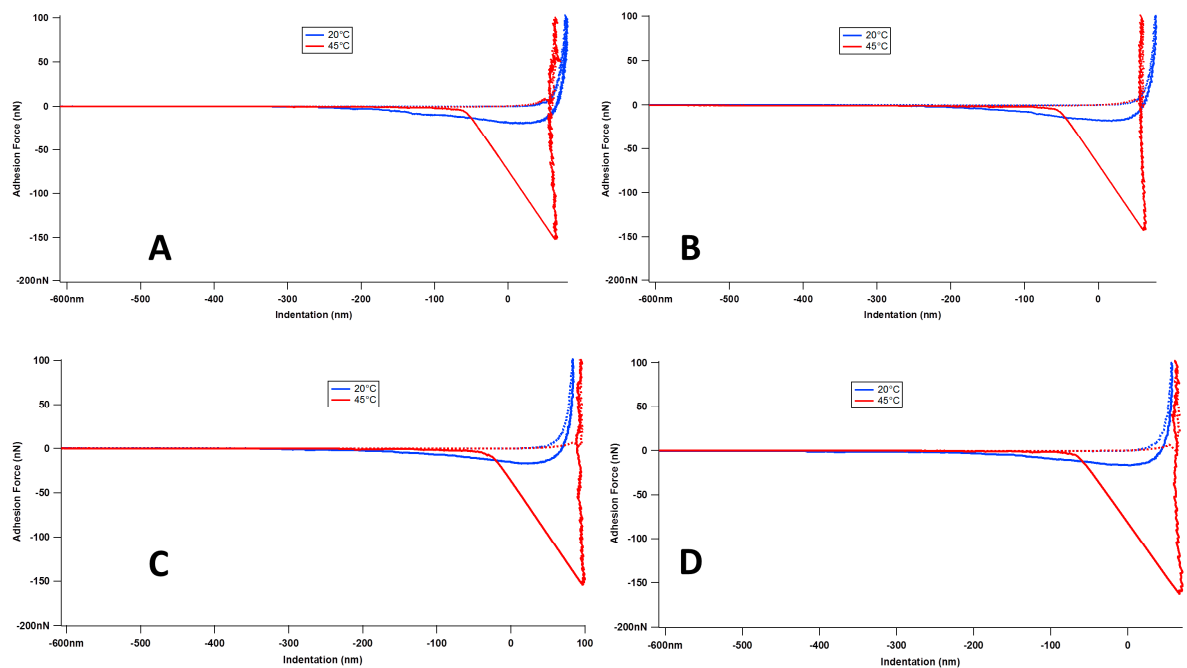 100
50
0
-50
-100
-150
-200nN
Adhesion Force (nN)
20°C
45°C
A
-600nm -500 -400 -300 -200 -100 0
Indentation (nm)
100
50
0
-50
-100
-150
-200nN
Adhesion Force (nN)
20°C
45°C
B
-600nm -500 -400 -300 -200 -100 0
Indentation (nm)
100
50
0
-50
-100
-150
-200nN
Adhesion Force (nN)
20°C
45°C
C
-600nm -500 -400 -300 -200 -100 0 100
Indentation (nm)
100
50
0
-50
-100
-150
-200nN
Adhesion Force (nN)
20°C
45°C
D
-600nm -500 -400 -300 -200 -100 0
Indentation (nm)